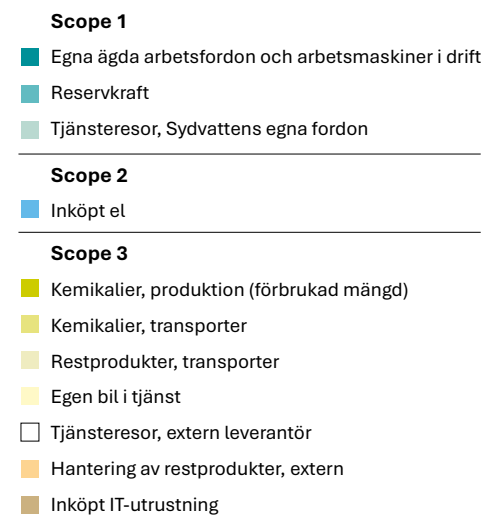 Scope 1
Egna ägda arbetsfordon och arbetsmaskiner i drift
Reservkraft
Tjänsteresor, Sydvattens egna fordon
Scope 2
Inköpt el
Scope 3
Kemikalier, produktion (förbrukad mängd)
Kemikalier, transporter
Restprodukter, transporter
Egen bil i tjänst
Tjänsteresor, extern leverantör
Hantering av restprodukter, extern
Inköpt IT-utrustning